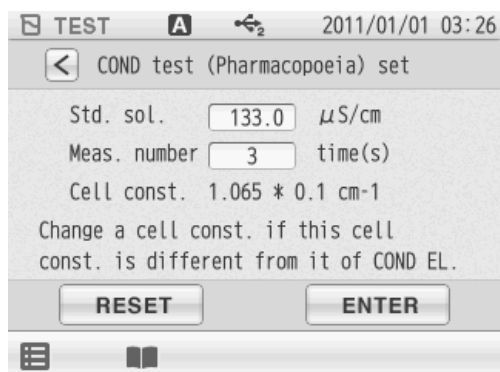 TEST A 2 2011/01/01 03:26
< COND test (Pharmacopoeia) set
Std. sol. 133.0 μS/cm
Meas. number 3 time(s)
Cell const. 1.065 * 0.1 cm-1
Change a cell const. if this cell
const. is different from it of COND EL.
RESET ENTER